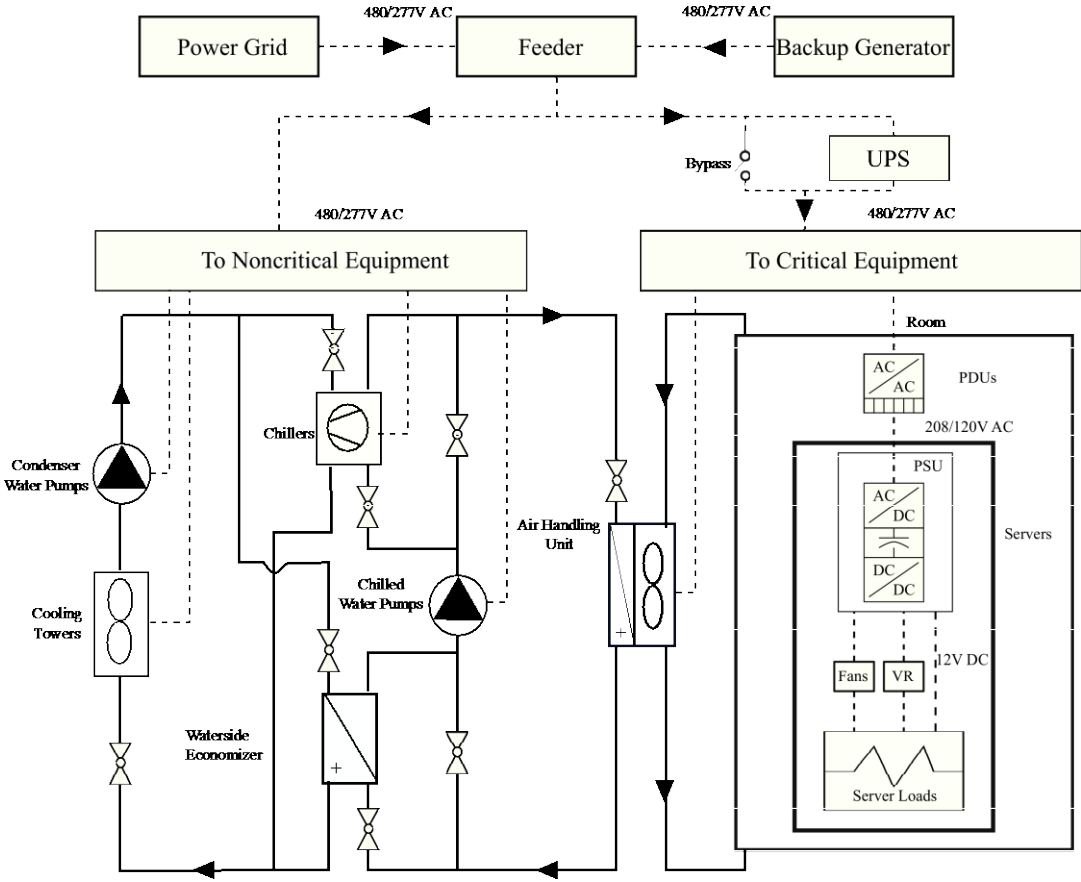 480/277V AC
480/277V AC
Power Grid
Feeder
Backup Generator
Bypass
UPS
480/277V AC
480/277V AC
To Noncritical Equipment
To Critical Equipment
Room
AC
AC
PDUs
208/120V AC
Chillers
PSU
Condenser
Water Pumps
AC
DC
Air Handling
Unit
Servers
DC
DC
Chilled
Water Pumps
Cooling
Towers
+
12V DC
Fans
VR
Waterside
Economizer
+
Server Loads